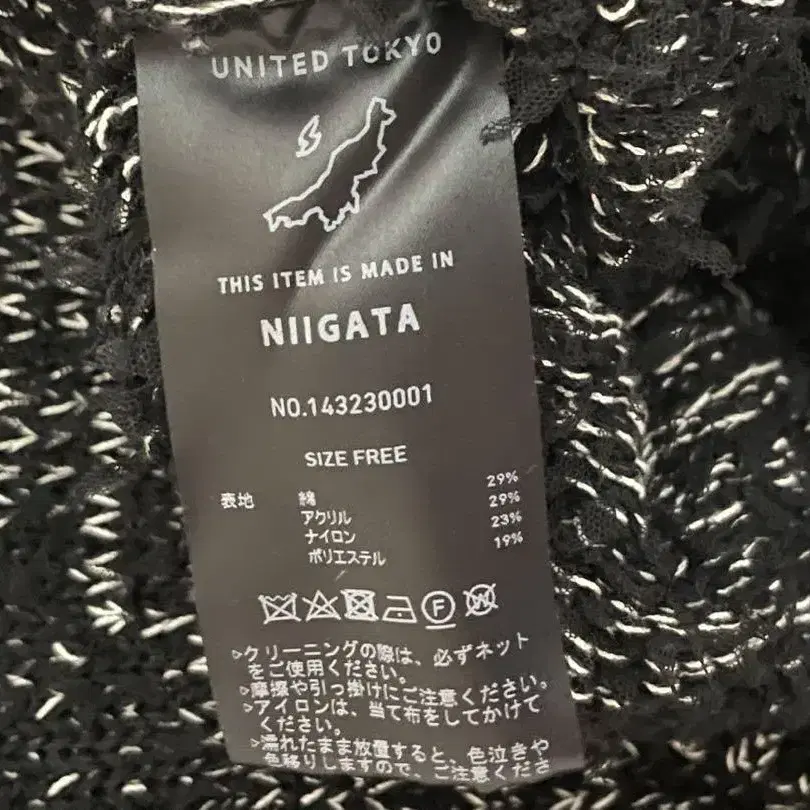 UNITED TOKYO
THIS ITEM IS MADE IN
NIIGATA
NO.143230001
SIZE FREE
表地 綿 29%
アクリル 29%
ナイロン 23%
ポリエステル 19%
F W
▹クリーニングの際は、必ずネット
をご使用ください。
▹摩擦や引っ掛けにご注意ください。
▹アイロンは、当て布をしてかけて
ください。
▹濡れたまま放置すると、色泣きや
色移りしますので、ご注意くださ